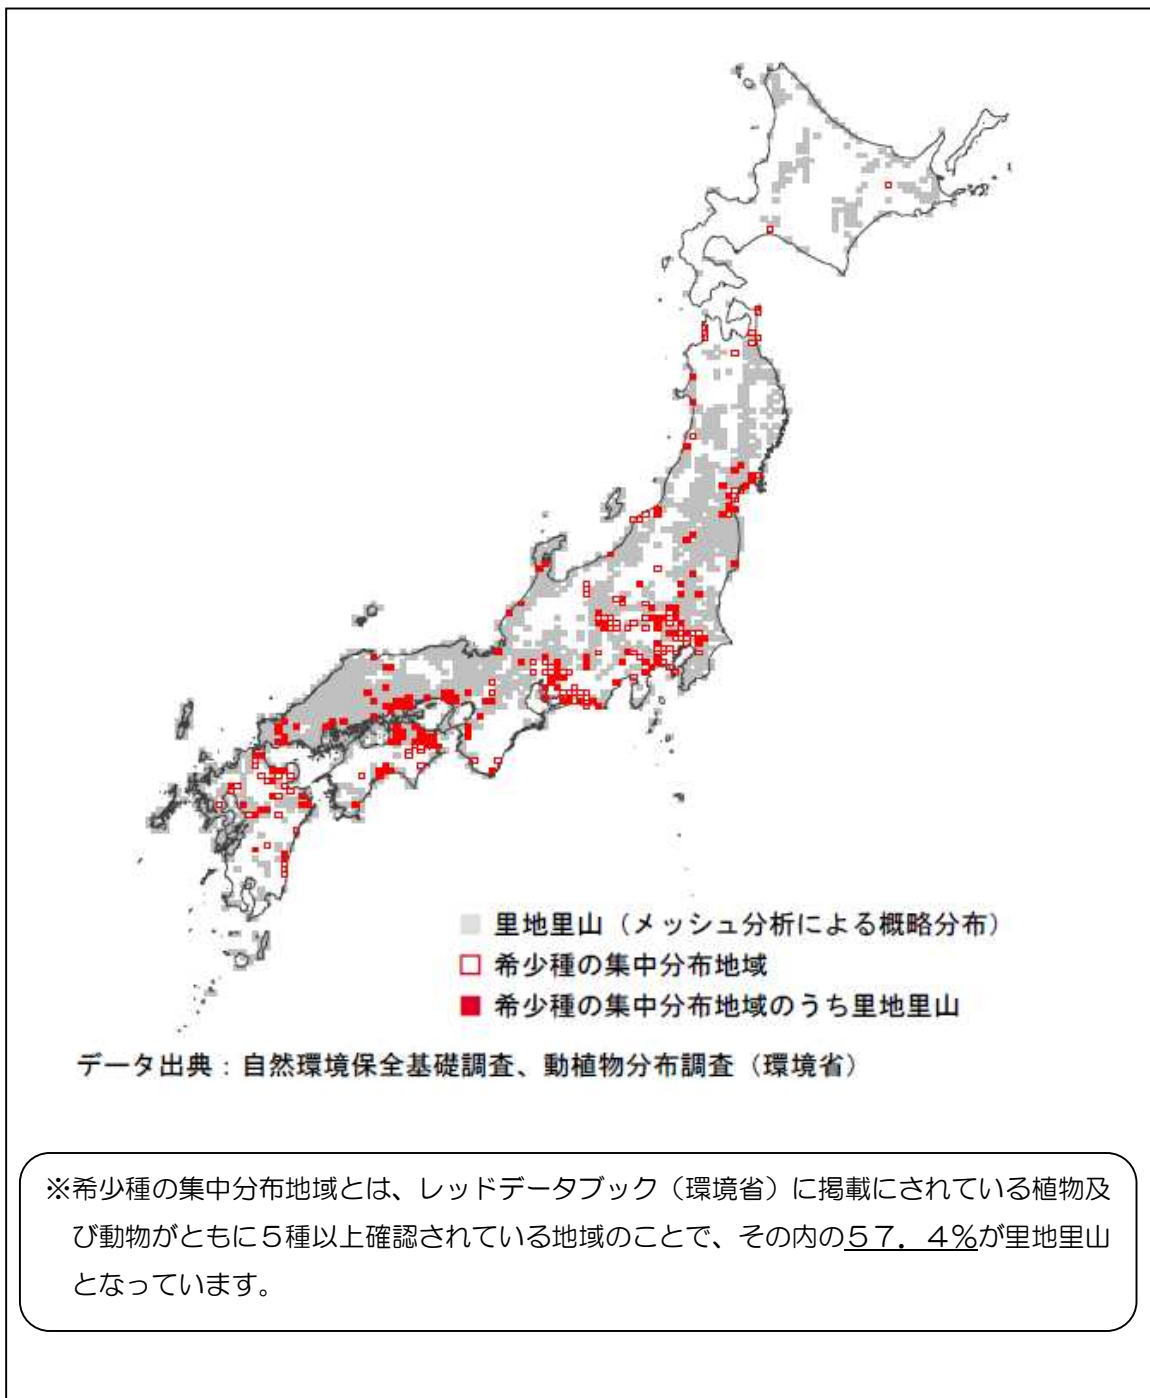 里地里山（メッシュ分析による概略分布）
希少種の集中分布地域
希少種の集中分布地域のうち里地里山
データ出典：自然環境保全基礎調査、動植物分布調査（環境省）
※希少種の集中分布地域とは、レッドデータブック（環境省）に掲載にされている植物及
び動物がともに５種以上確認されている地域のことで、その内の５７．４％が里地里山
となっています。